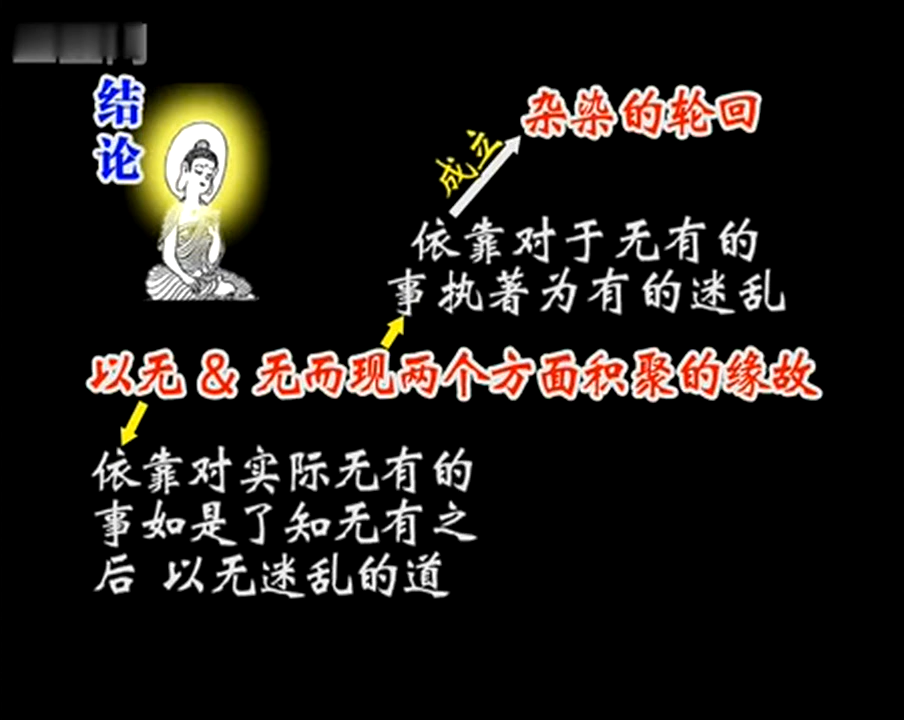 结论
杂染的轮回
成立
依靠对于无有的
事执著为有的迷乱
以无 & 无而现两个方面积聚的缘故
依靠对实际无有的
事如是了知无有之
后 以无迷乱的道